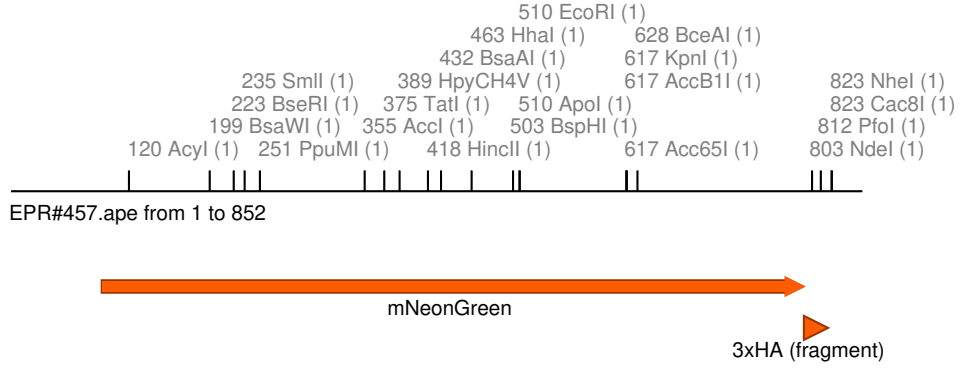 510 EcoRI (1)
463 HhaI (1) 628 BceAI (1)
432 BsaAI (1) 617 KpnI (1)
235 SmlI (1) 389 HpyCH4V (1) 617 AccB1I (1) 823 NheI (1)
223 BseRI (1) 375 TatI (1) 510 ApoI (1) 823 Cac8I (1)
199 BsaWI (1) 355 AccI (1) 503 BspHI (1) 812 PfoI (1)
120 AcyI (1) 251 PpuMI (1) 418 HincII (1) 617 Acc65I (1) 803 NdeI (1)
EPR#457.ape from 1 to 852
mNeonGreen
3xHA (fragment)